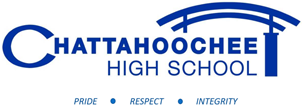 CHATTAHOOCHEE
HIGH SCHOOL
PRIDE • RESPECT • INTEGRITY